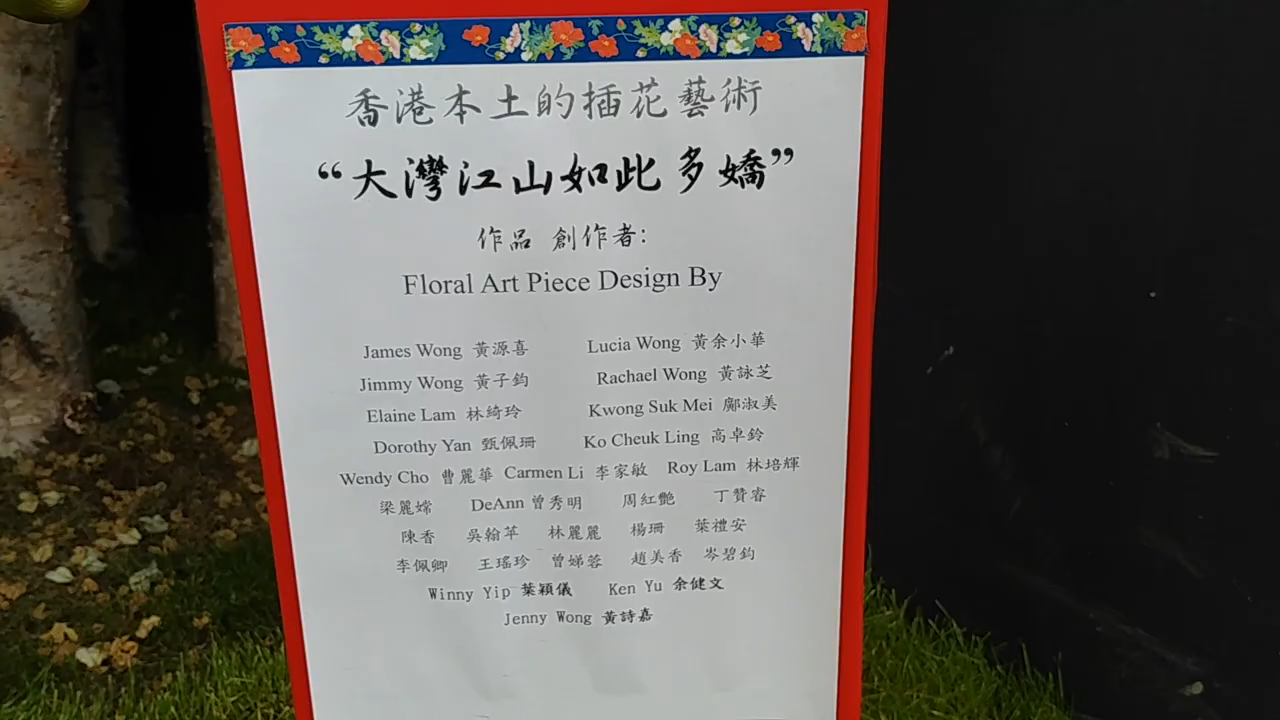 香港本土的插花藝術
“大灣江山如此多嬌”
作品 創作者:
Floral Art Piece Design By
James Wong 黃源喜 Lucia Wong 黃余小華
Jimmy Wong 黃子鈞 Rachael Wong 黃詠芝
Elaine Lam 林綺玲 Kwong Suk Mei 鄺淑美
Dorothy Yan 甄佩珊 Ko Cheuk Ling 高卓鈴
Wendy Cho 曹麗華 Carmen Li 李家敏 Roy Lam 林培輝
梁麗嫦 DeAnn 曾秀明 周紅艷 丁贊睿
陳香 吳翰苹 林麗麗 楊珊 葉禮安
李佩卿 王瑤珍 曾娣蓉 趙美香 岑碧鈞
Winny Yip 葉穎儀 Ken Yu 余健文
Jenny Wong 黃詩嘉